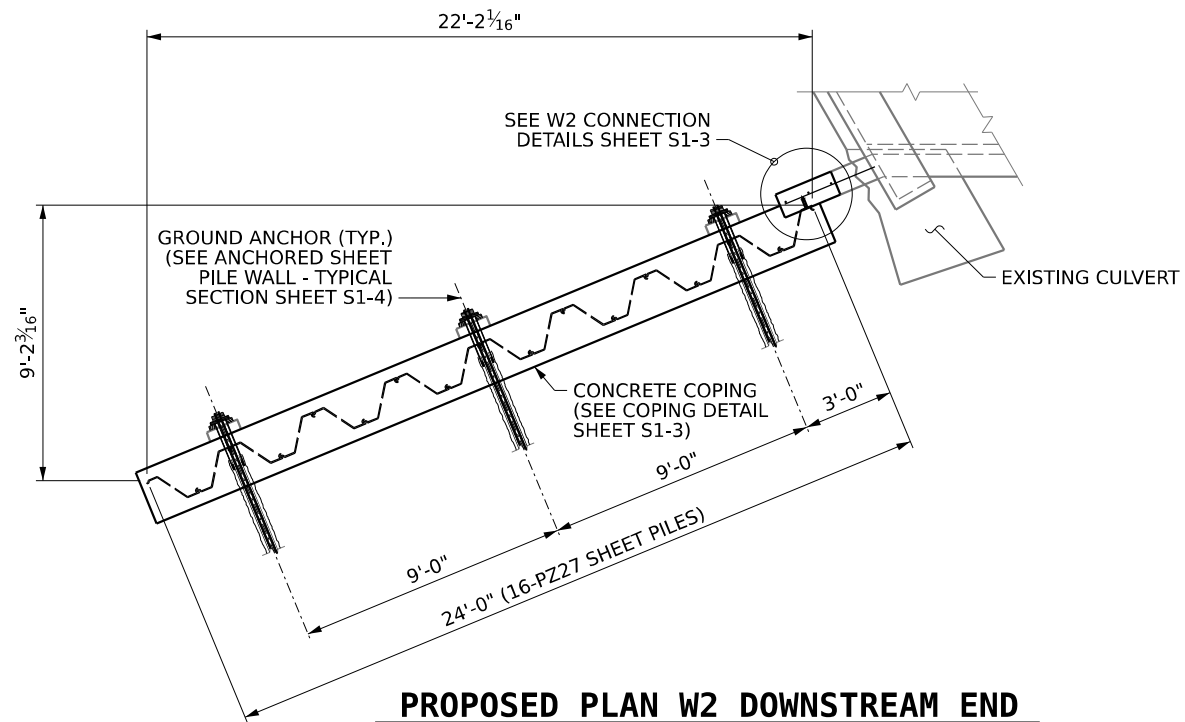 22'-2 1/16"
SEE W2 CONNECTION
DETAILS SHEET S1-3
GROUND ANCHOR (TYP.)
(SEE ANCHORED SHEET
PILE WALL - TYPICAL
SECTION SHEET S1-4)
9'-2 3/16"
EXISTING CULVERT
CONCRETE COPING
(SEE COPING DETAIL
SHEET S1-3)
3'-0"
9'-0"
9'-0"
24'-0" (16-PZ27 SHEET PILES)
PROPOSED PLAN W2 DOWNSTREAM END